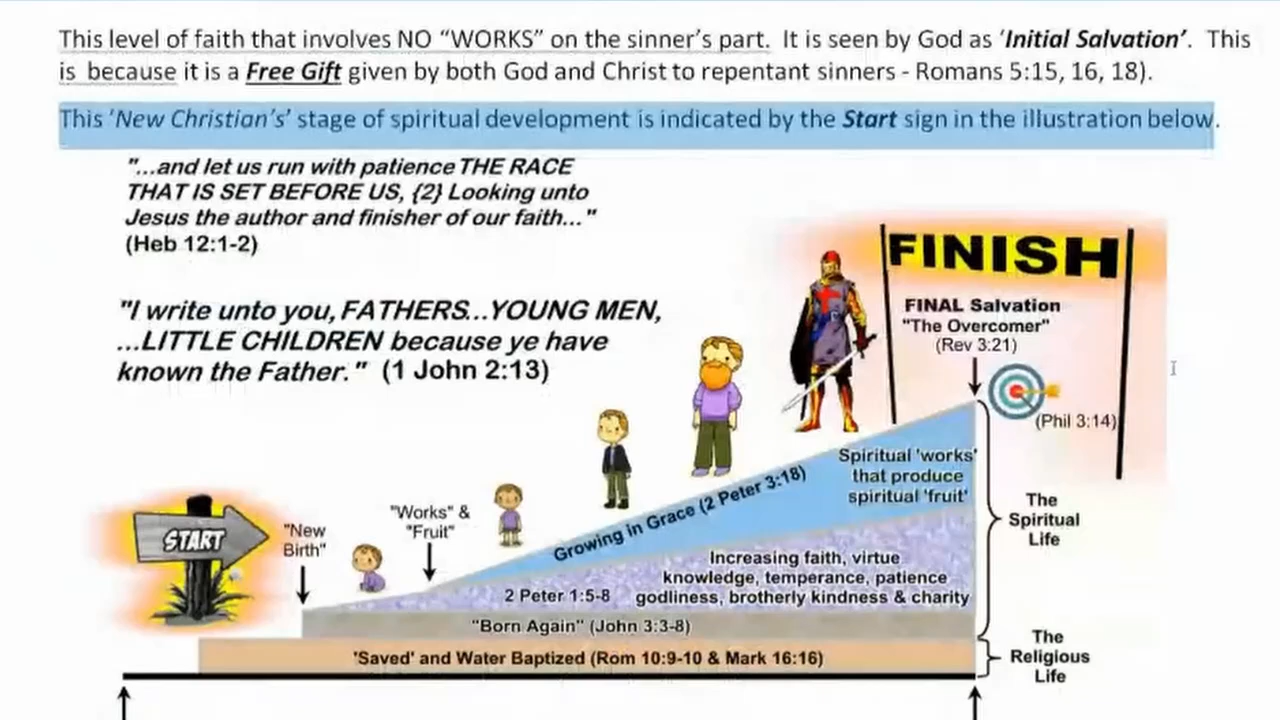 This level of faith that involves NO “WORKS” on the sinner’s part. It is seen by God as ‘Initial Salvation’. This
is because it is a Free Gift given by both God and Christ to repentant sinners - Romans 5:15, 16, 18).
This ‘New Christian’s’ stage of spiritual development is indicated by the Start sign in the illustration below.
"...and let us run with patience THE RACE
THAT IS SET BEFORE US, {2} Looking unto
Jesus the author and finisher of our faith..."
(Heb 12:1-2)
"I write unto you, FATHERS...YOUNG MEN,
...LITTLE CHILDREN because ye have
known the Father." (1 John 2:13)
FINISH
FINAL Salvation
"The Overcomer"
(Rev 3:21)
(Phil 3:14)
START
"New
Birth"
"Works" &
"Fruit"
Growing in Grace (2 Peter 3:18)
Spiritual 'works'
that produce
spiritual 'fruit'
Increasing faith, virtue
knowledge, temperance, patience
godliness, brotherly kindness & charity
2 Peter 1:5-8
"Born Again" (John 3:3-8)
'Saved' and Water Baptized (Rom 10:9-10 & Mark 16:16)
The
Spiritual
Life
The
Religious
Life